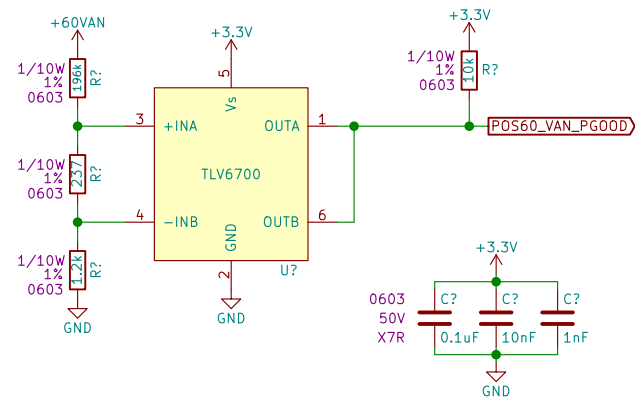 +60VAN
+3.3V
+3.3V
1/10W
1%
0603
196k
R?
5
Vs
1/10W
1%
0603
10k
R?
3
+INA
OUTA
1
POS60_VAN_PGOOD
1/10W
1%
0603
237
R?
TLV6700
4
-INB
OUTB
6
1/10W
1%
0603
1.2k
R?
GND
2
U?
GND
GND
+3.3V
0603
50V
X7R
C?
0.1uF
C?
10nF
C?
1nF
GND